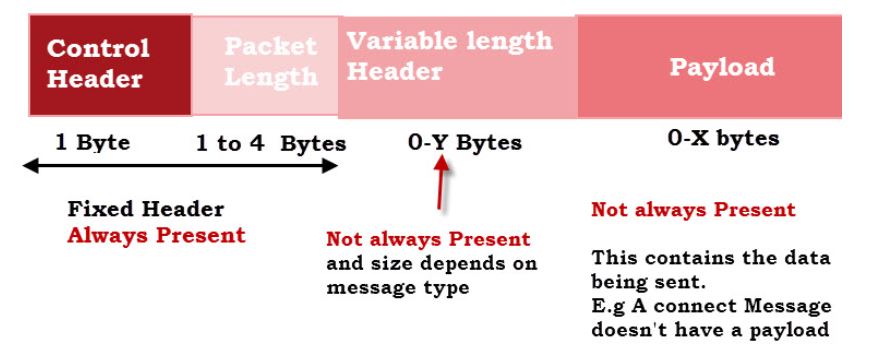 Control
Header
Packet
Length
Variable length
Header
Payload
1 Byte
1 to 4 Bytes
0-Y Bytes
0-X bytes
Fixed Header
Always Present
Not always Present
and size depends on
message type
Not always Present
This contains the data
being sent.
E.g A connect Message
doesn't have a payload